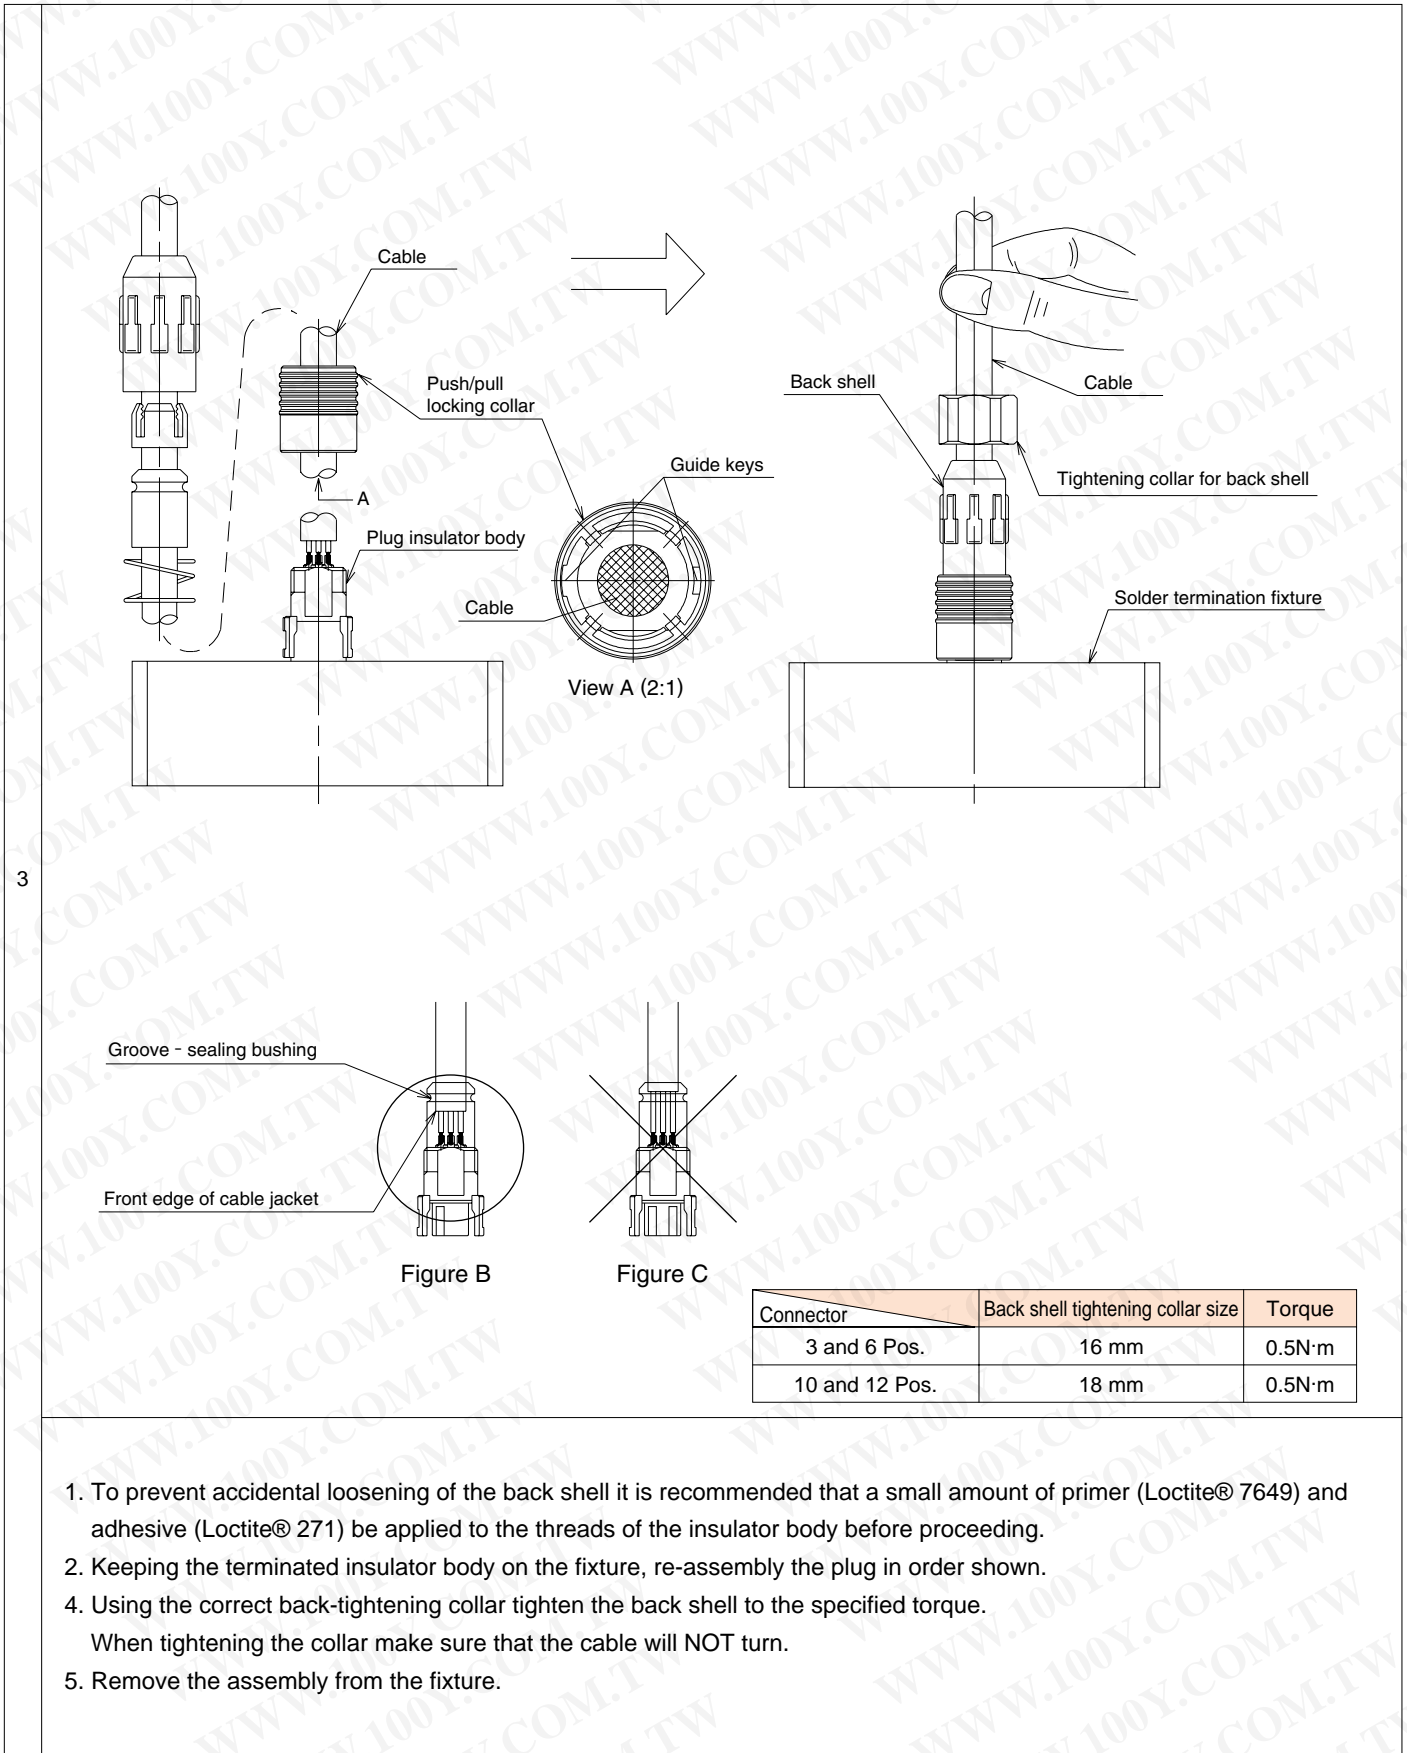 Cable
Push/pull
locking collar
A
Guide keys
Plug insulator body
Cable
View A (2:1)
Back shell
Cable
Tightening collar for back shell
Solder termination fixture
3
Groove - sealing bushing
Front edge of cable jacket
Figure B
Figure C
Connector Back shell tightening collar size Torque
3 and 6 Pos. 16 mm 0.5N·m
10 and 12 Pos. 18 mm 0.5N·m
1. To prevent accidental loosening of the back shell it is recommended that a small amount of primer (Loctite® 7649) and
adhesive (Loctite® 271) be applied to the threads of the insulator body before proceeding.
2. Keeping the terminated insulator body on the fixture, re-assembly the plug in order shown.
4. Using the correct back-tightening collar tighten the back shell to the specified torque.
When tightening the collar make sure that the cable will NOT turn.
5. Remove the assembly from the fixture.
WWW.100Y.COM.TW